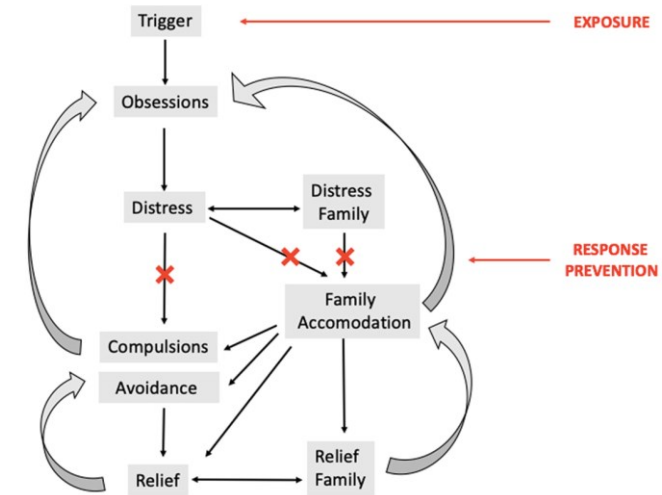 Trigger
EXPOSURE
Obsessions
Distress
Distress
Family
RESPONSE
PREVENTION
Family
Accomodation
Compulsions
Avoidance
Relief
Relief
Family